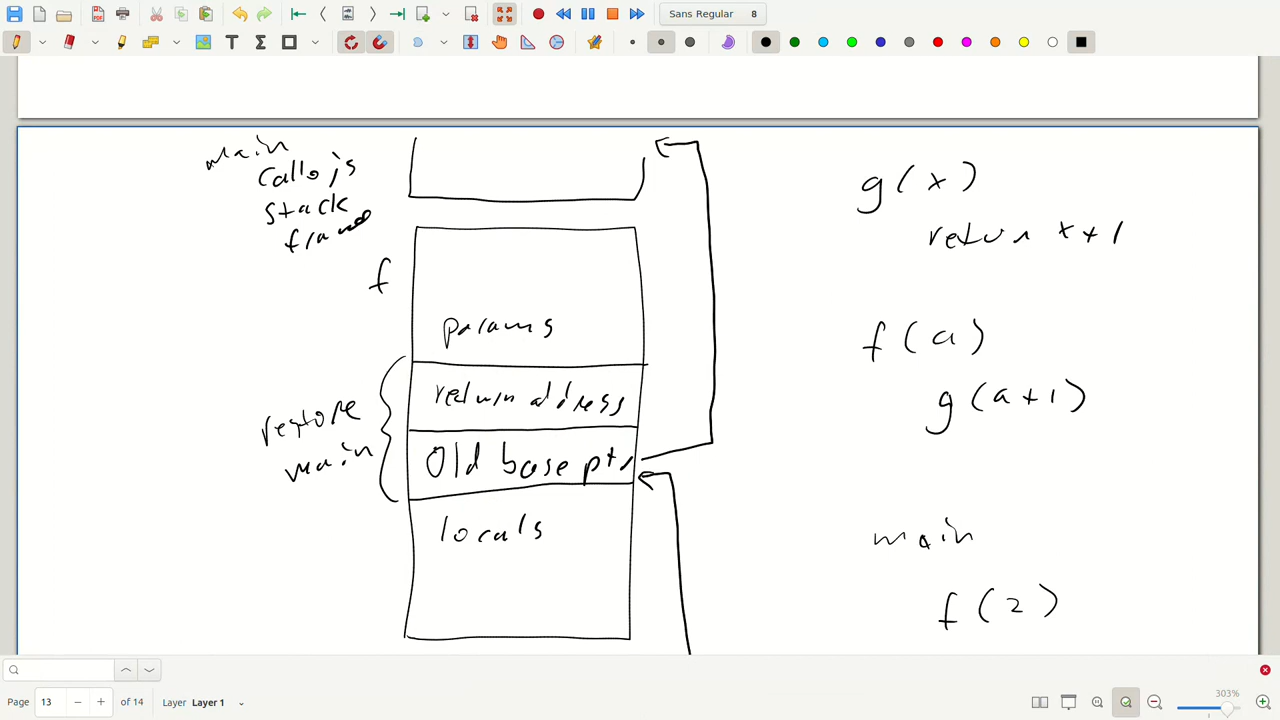 Sans Regular 8
main
callo's
stack
frame
f
params
return address
Old base ptr
locals
restore
main
g(x)
return x+1
f(a)
g(a+1)
main
f(2)
Page 13 of 14 Layer Layer 1
303%